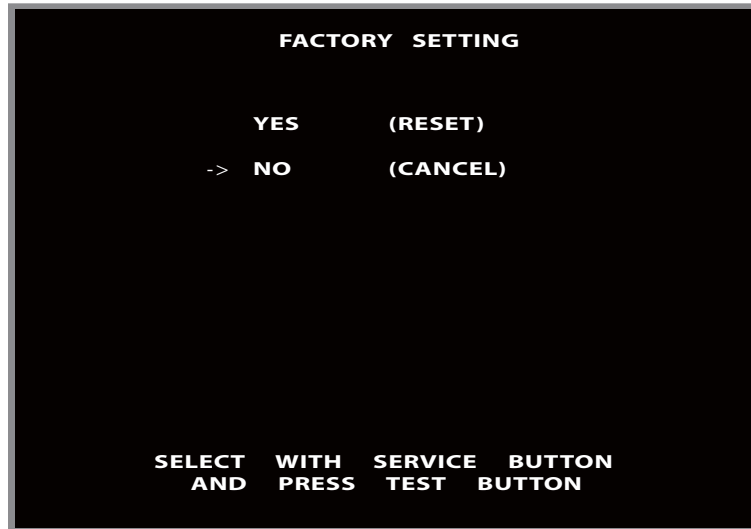 FACTORY SETTING
YES (RESET)
-> NO (CANCEL)
SELECT WITH SERVICE BUTTON
AND PRESS TEST BUTTON